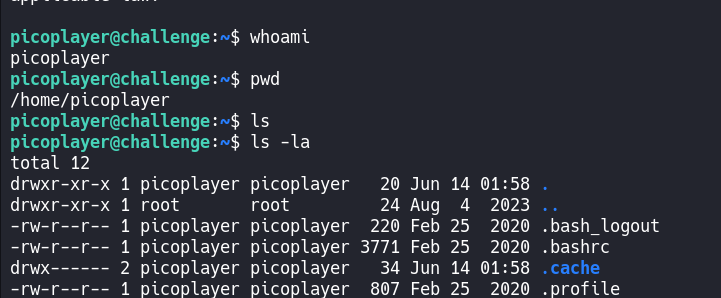 picoplayer@challenge:~$ whoami
picoplayer
picoplayer@challenge:~$ pwd
/home/picoplayer
picoplayer@challenge:~$ ls
picoplayer@challenge:~$ ls -la
total 12
drwxr-xr-x 1 picoplayer picoplayer   20 Jun 14 01:58 .
drwxr-xr-x 1 root       root         24 Aug  4  2023 ..
-rw-r--r-- 1 picoplayer picoplayer  220 Feb 25  2020 .bash_logout
-rw-r--r-- 1 picoplayer picoplayer 3771 Feb 25  2020 .bashrc
drwx------ 2 picoplayer picoplayer   34 Jun 14 01:58 .cache
-rw-r--r-- 1 picoplayer picoplayer  807 Feb 25  2020 .profile